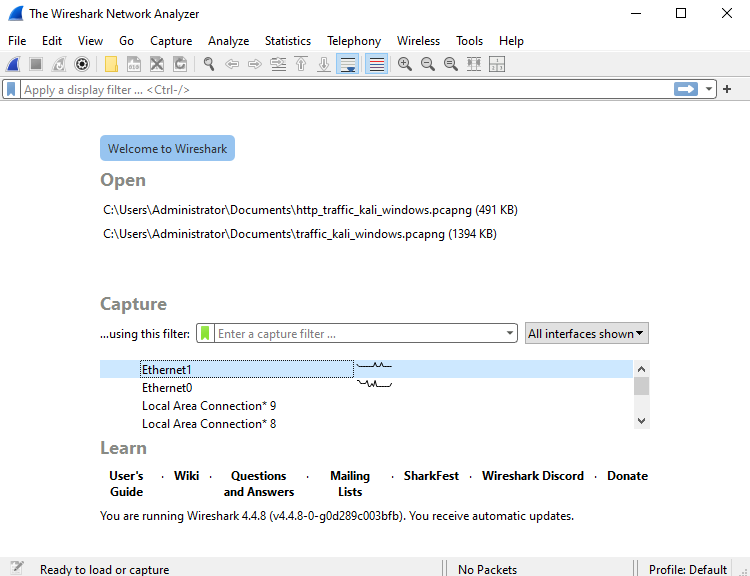 The Wireshark Network Analyzer
File Edit View Go Capture Analyze Statistics Telephony Wireless Tools Help
Apply a display filter ... <Ctrl-/>
Welcome to Wireshark
Open
C:\Users\Administrator\Documents\http_traffic_kali_windows.pcapng (491 KB)
C:\Users\Administrator\Documents\traffic_kali_windows.pcapng (1394 KB)
Capture
...using this filter: Enter a capture filter ... All interfaces shown
Ethernet1
Ethernet0
Local Area Connection* 9
Local Area Connection* 8
Learn
User's Guide · Wiki · Questions and Answers · Mailing Lists · SharkFest · Wireshark Discord · Donate
You are running Wireshark 4.4.8 (v4.4.8-0-g0d289c003bfb). You receive automatic updates.
Ready to load or capture No Packets Profile: Default